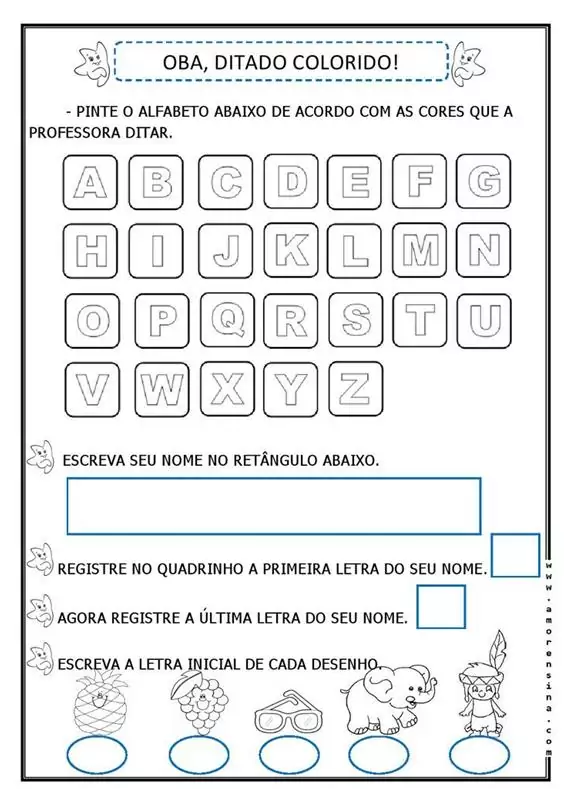 OBA, DITADO COLORIDO!
- PINTE O ALFABETO ABAIXO DE ACORDO COM AS CORES QUE A
PROFESSORA DITAR.
A B C D E F G
H I J K L M N
O P Q R S T U
V W X Y Z
ESCREVA SEU NOME NO RETÂNGULO ABAIXO.
REGISTRE NO QUADRINHO A PRIMEIRA LETRA DO SEU NOME.
AGORA REGISTRE A ÚLTIMA LETRA DO SEU NOME.
ESCREVA A LETRA INICIAL DE CADA DESENHO.
www.amorensina.com